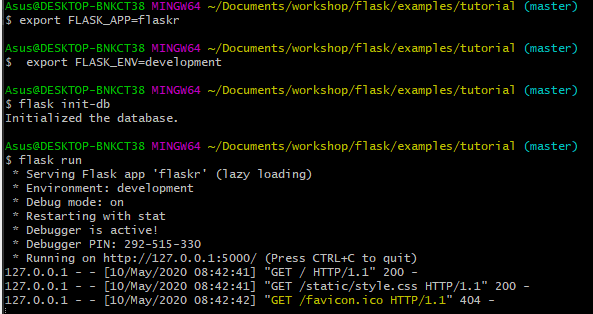 Asus@DESKTOP-BNKCT38 MINGW64 ~/Documents/workshop/flask/examples/tutorial (master)
$ export FLASK_APP=flaskr
Asus@DESKTOP-BNKCT38 MINGW64 ~/Documents/workshop/flask/examples/tutorial (master)
$  export FLASK_ENV=development
Asus@DESKTOP-BNKCT38 MINGW64 ~/Documents/workshop/flask/examples/tutorial (master)
$ flask init-db
Initialized the database.
Asus@DESKTOP-BNKCT38 MINGW64 ~/Documents/workshop/flask/examples/tutorial (master)
$ flask run
 * Serving Flask app 'flaskr' (lazy loading)
 * Environment: development
 * Debug mode: on
 * Restarting with stat
 * Debugger is active!
 * Debugger PIN: 292-515-330
 * Running on http://127.0.0.1:5000/ (Press CTRL+C to quit)
127.0.0.1 - - [10/May/2020 08:42:41] "GET / HTTP/1.1" 200 -
127.0.0.1 - - [10/May/2020 08:42:41] "GET /static/style.css HTTP/1.1" 200 -
127.0.0.1 - - [10/May/2020 08:42:42] "GET /favicon.ico HTTP/1.1" 404 -